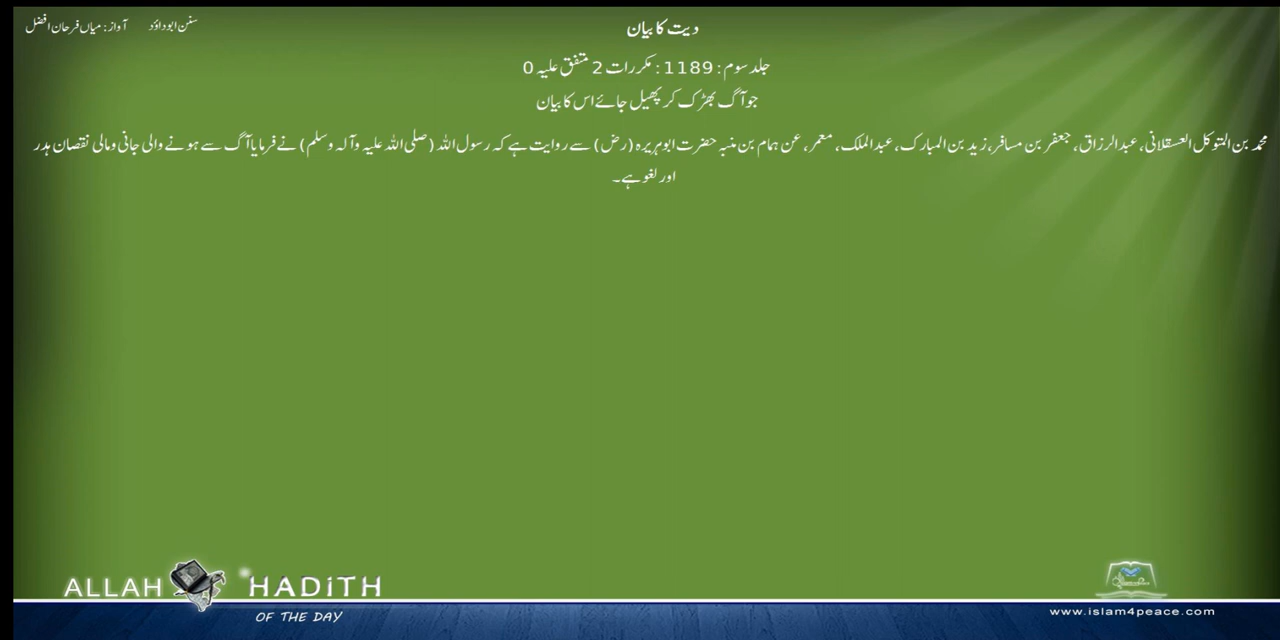 سنن ابوداؤد آواز: میاں فرحان افضل
دیت کا بیان
جلد سوم: 1189: مکررات 2 متفق علیہ 0
جو آگ بھڑک کر پھیل جائے اس کا بیان
محمد بن المتوکل العسقلانی، عبدالرزاق، جعفر بن مسافر، زید بن المبارک، عبدالملک، معمر، عن ہمام بن منبہ حضرت ابوہریرہ (رض) سے روایت ہے کہ رسول اللہ (صلی اللہ علیہ وآلہ وسلم) نے فرمایا آگ سے ہونے والی جانی ومالی نقصان ہدر
اور لغو ہے۔
ALLAH HADITH
OF THE DAY
www.islam4peace.com